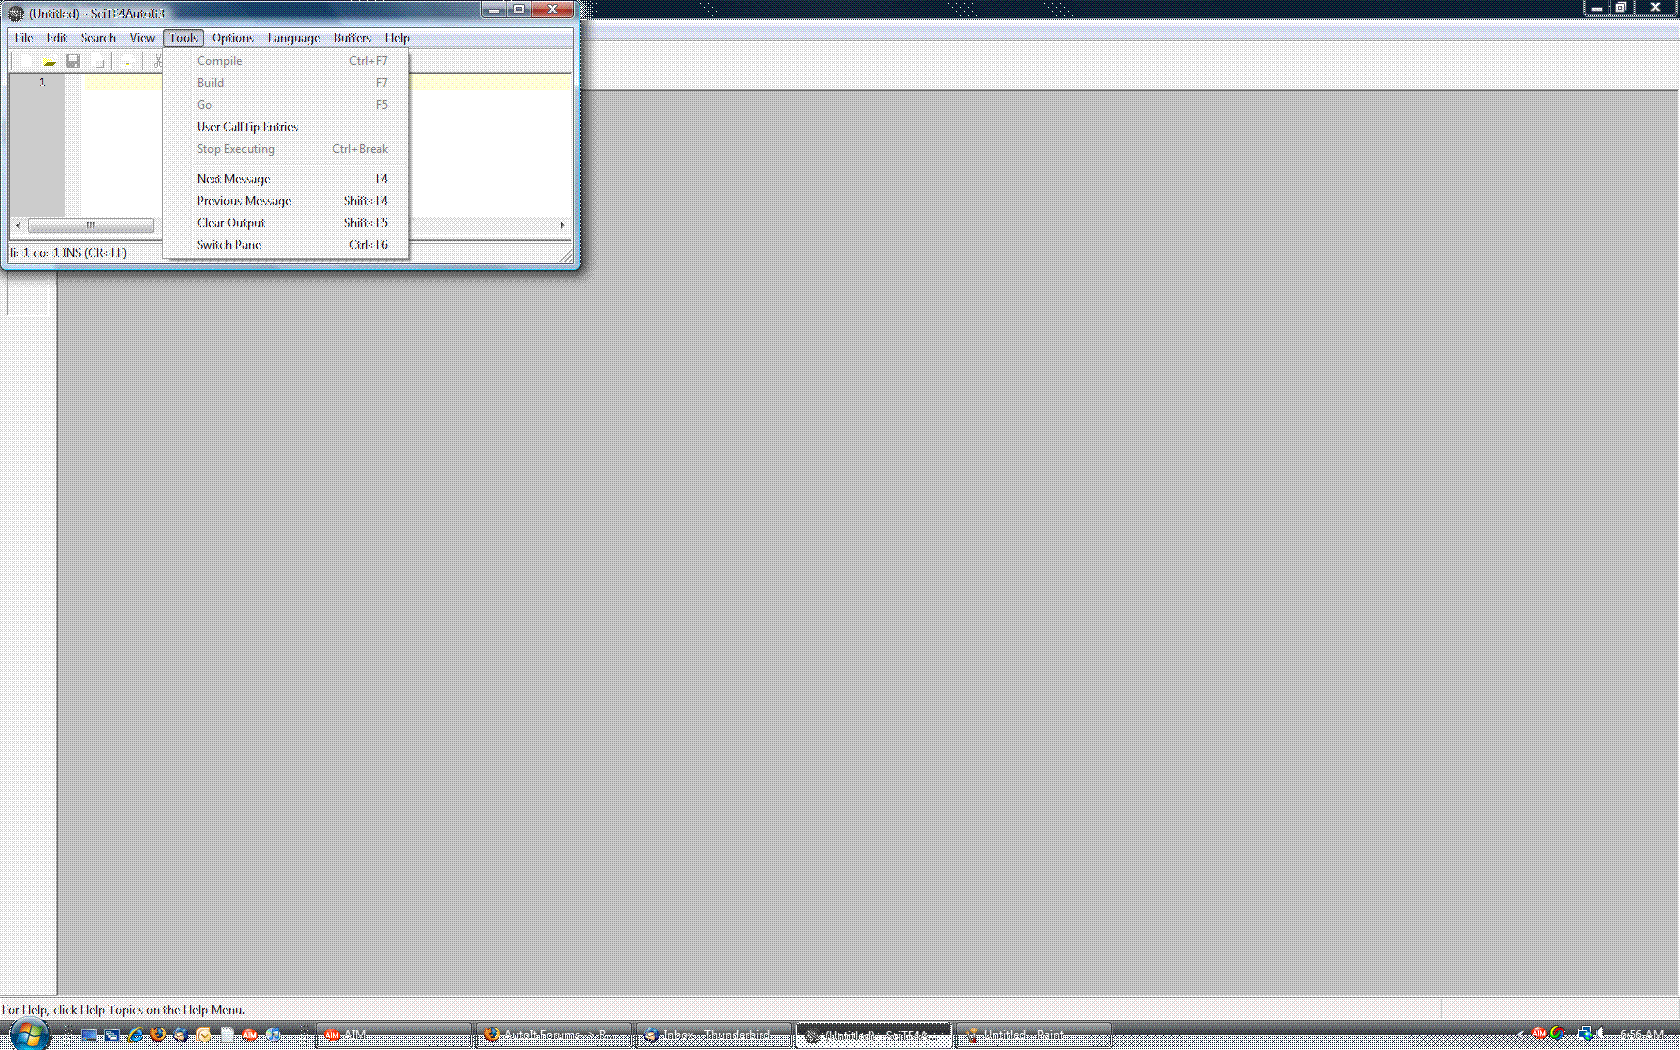 (Untitled) - SciTE4AutoIt3
File Edit Search View Tools Options Language Buffers Help
Compile Ctrl+F7
1
Build F7
Go F5
User CallTip Entries
Stop Executing Ctrl+Break
Next Message F4
Previous Message Shift+F4
Clear Output Shift+F5
Switch Pane Ctrl+F6
li=1 co=1 INS (CR+LF)
For Help, click Help Topics on the Help Menu.
AIM
AutoIt Forums -> R...
Inbox - Thunderbird
(Untitled) - SciTE4A...
Untitled - Paint
6:56 AM